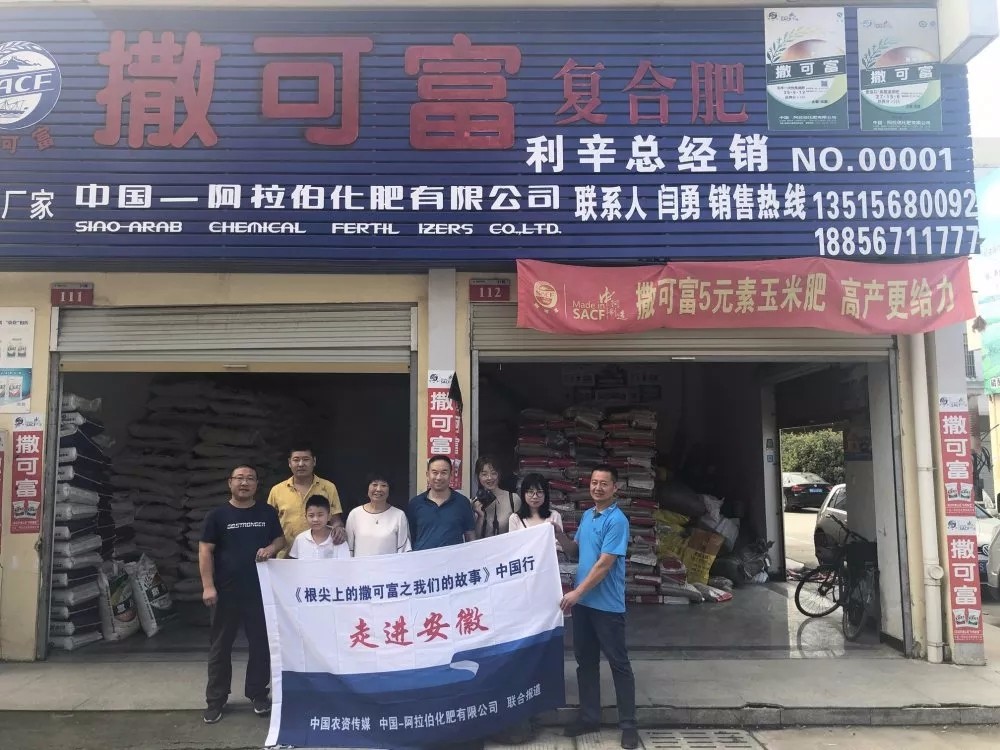 SACF
撒可富
复合肥
撒可富
撒可富
可富
利辛总经销 NO.00001
厂家 中国—阿拉伯化肥有限公司 联系人 闫勇 销售热线 13515680092
SIAO-ARAB CHEMICAL FERTIL IZERS CO.,LTD.
18856711777
111
112
Made in
SACF
撒可富5元素玉米肥 高产更给力
撒可富
撒可富
撒可富
撒可富
《根尖上的撒可富之我们的故事》中国行
走进安徽
中国农资传媒 中国-阿拉伯化肥有限公司 联合报道